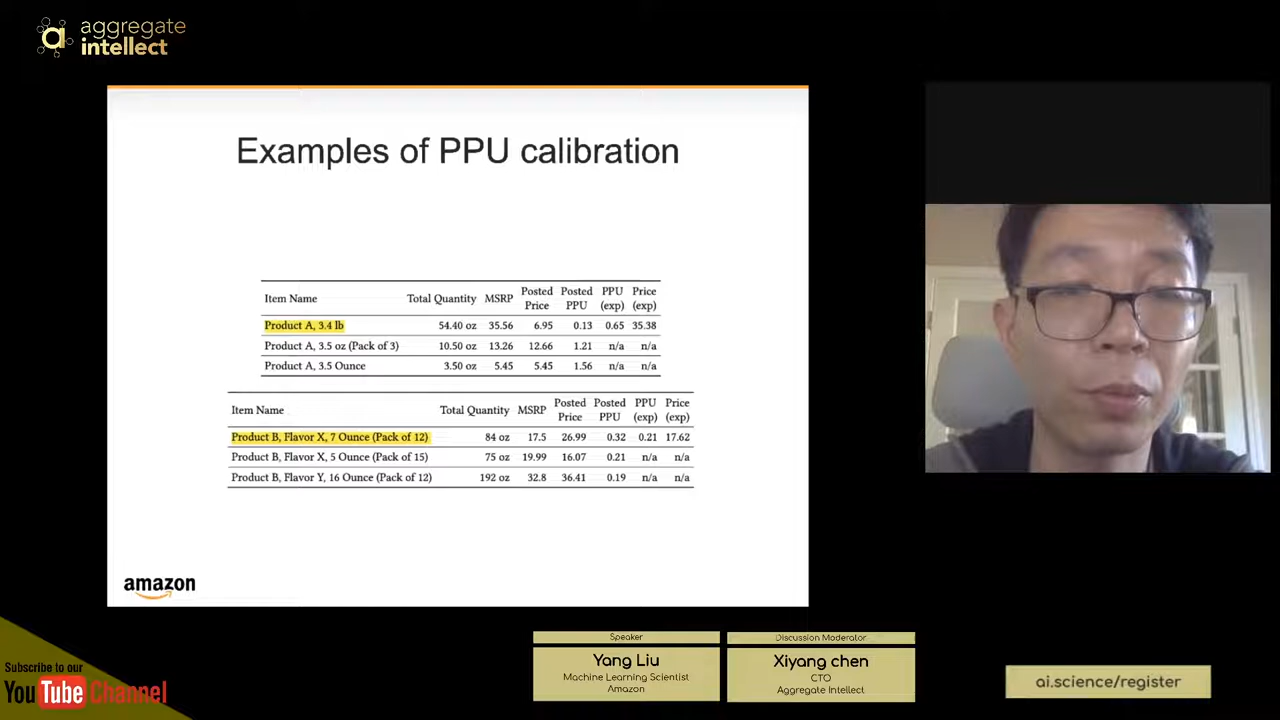 aggregate
intellect
Examples of PPU calibration
Item Name Total Quantity MSRP Posted Price Posted PPU PPU (exp) Price (exp)
Product A, 3.4 lb 54.40 oz 35.56 6.95 0.13 0.65 35.38
Product A, 3.5 oz (Pack of 3) 10.50 oz 13.26 12.66 1.21 n/a n/a
Product A, 3.5 Ounce 3.50 oz 5.45 5.45 1.56 n/a n/a
Item Name Total Quantity MSRP Posted Price Posted PPU PPU (exp) Price (exp)
Product B, Flavor X, 7 Ounce (Pack of 12) 84 oz 17.5 26.99 0.32 0.21 17.62
Product B, Flavor X, 5 Ounce (Pack of 15) 75 oz 19.99 16.07 0.21 n/a n/a
Product B, Flavor Y, 16 Ounce (Pack of 12) 192 oz 32.8 36.41 0.19 n/a n/a
amazon
Subscribe to our
YouTube Channel
Speaker
Yang Liu
Machine Learning Scientist
Amazon
Discussion Moderator
Xiyang chen
CTO
Aggregate Intellect
ai.science/register